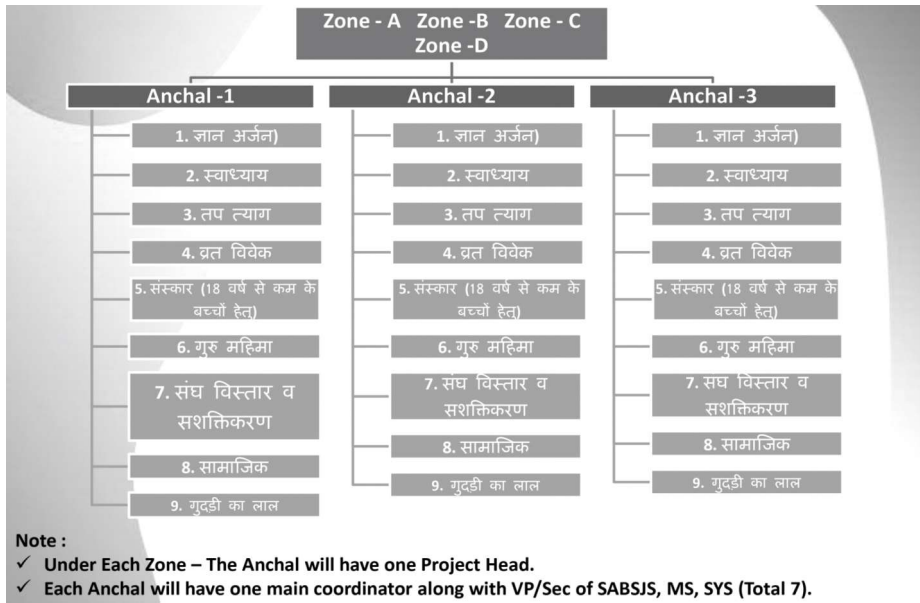 Zone - A Zone -B Zone - C
Zone -D
Anchal -1
1. ज्ञान अर्जन)
2. स्वाध्याय
3. तप त्याग
4. व्रत विवेक
5. संस्कार (18 वर्ष से कम के
बच्चों हेतु)
6. गुरु महिमा
7. संघ विस्तार व
सशक्तिकरण
8. सामाजिक
9. गुदड़ी का लाल
Anchal -2
1. ज्ञान अर्जन)
2. स्वाध्याय
3. तप त्याग
4. व्रत विवेक
5. संस्कार (18 वर्ष से कम के
बच्चों हेतु)
6. गुरु महिमा
7. संघ विस्तार व
सशक्तिकरण
8. सामाजिक
9. गुदड़ी का लाल
Anchal -3
1. ज्ञान अर्जन)
2. स्वाध्याय
3. तप त्याग
4. व्रत विवेक
5. संस्कार (18 वर्ष से कम के
बच्चों हेतु)
6. गुरु महिमा
7. संघ विस्तार व
सशक्तिकरण
8. सामाजिक
9. गुदड़ी का लाल
Note :
✓ Under Each Zone – The Anchal will have one Project Head.
✓ Each Anchal will have one main coordinator along with VP/Sec of SABSJS, MS, SYS (Total 7).